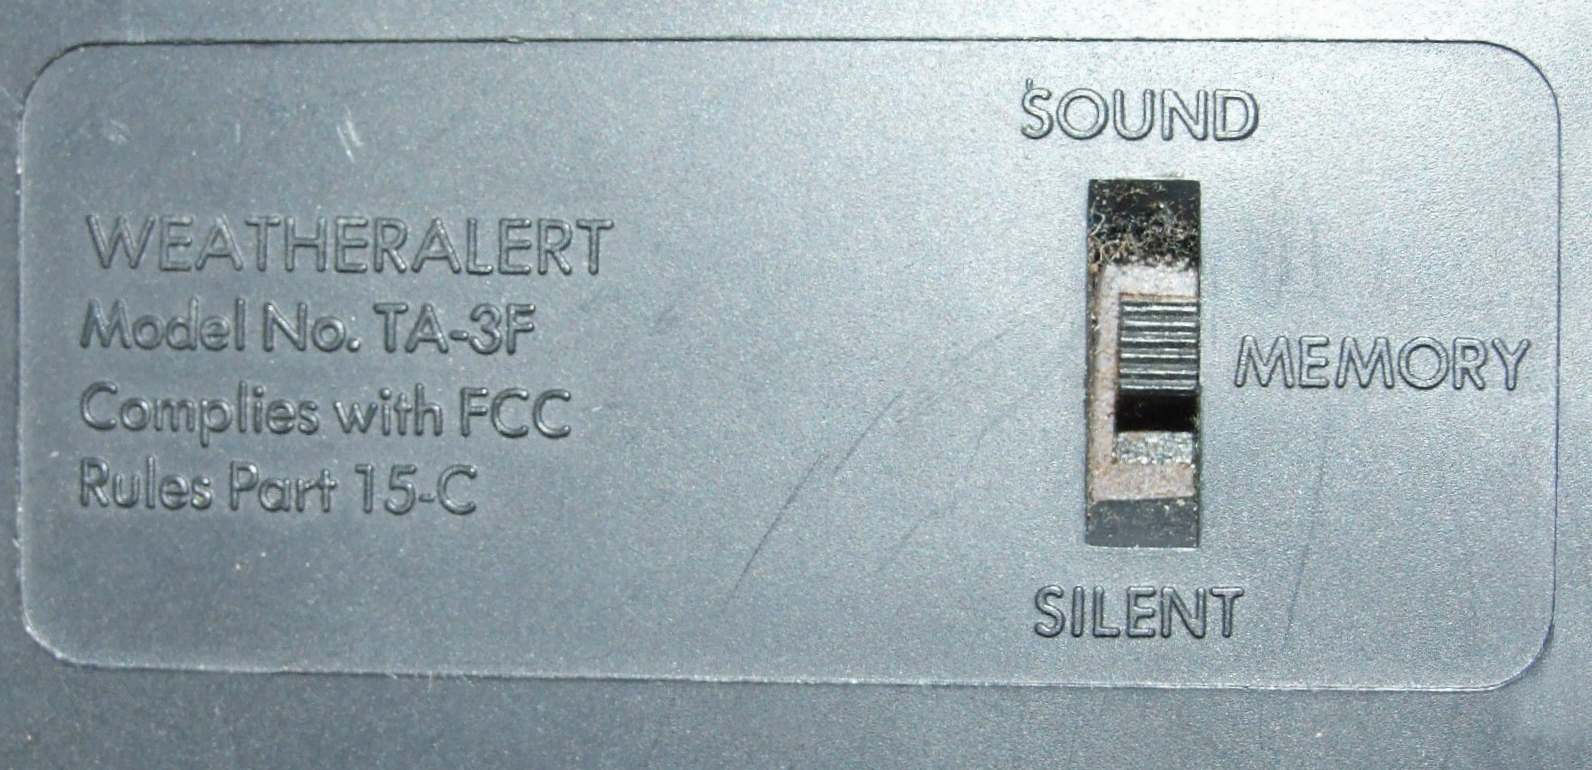 WEATHERALERT
Model No. TA-3F
Complies with FCC
Rules Part 15-C
SOUND
MEMORY
SILENT